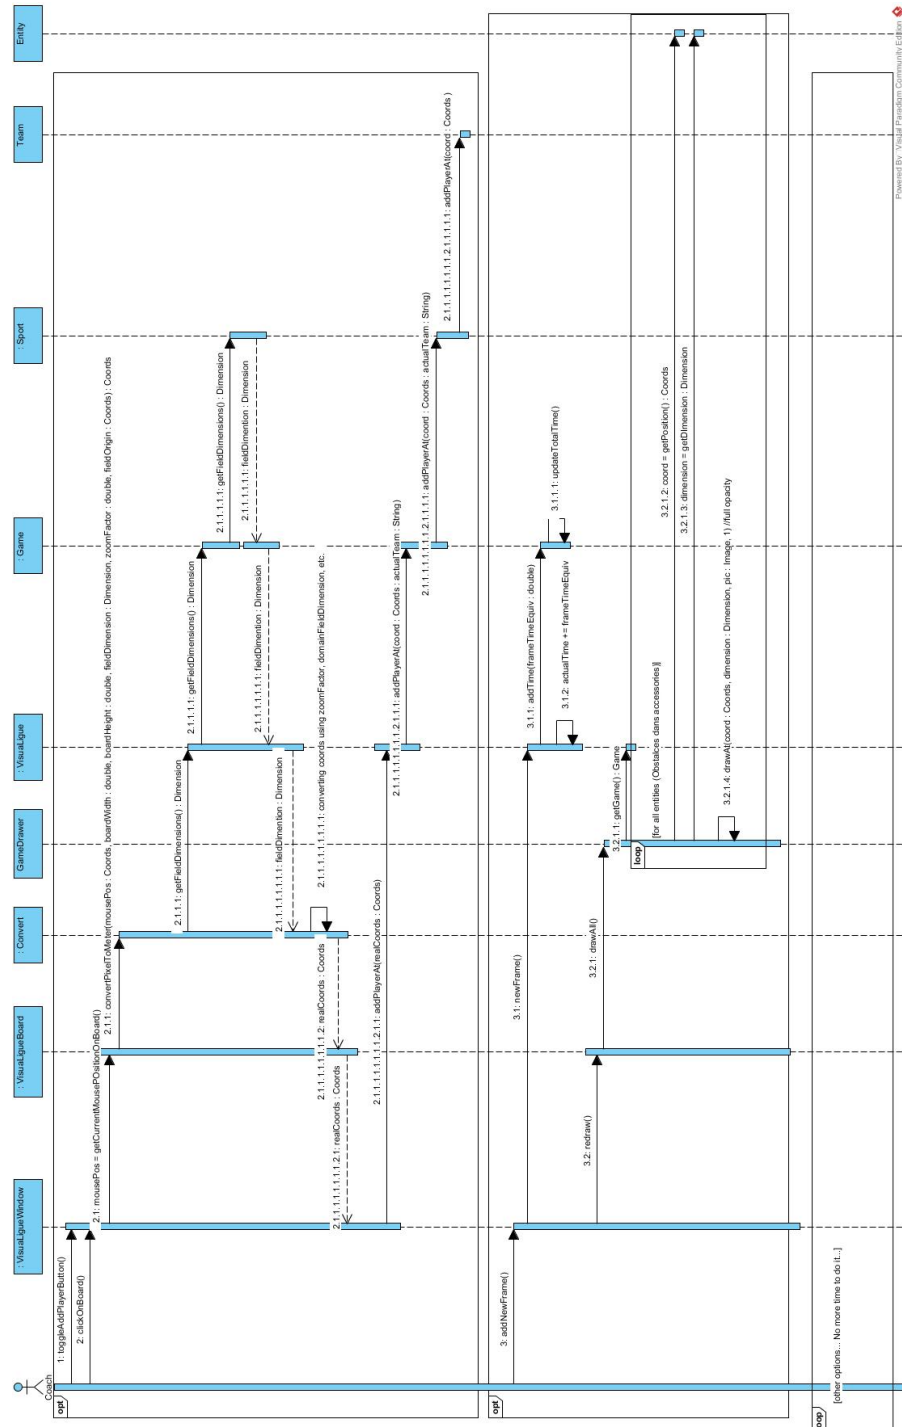 Coach
: VisuaLigueWindow
: VisuaLigueBoard
: Convert
GameDrawer
: VisuaLigue
: Game
: Sport
Team
Entity
opt
1: toggleAddPlayerButton()
2: clickOnBoard()
2.1: mousePos = getCurrentMousePOsitionOnBoard()
2.1.1: convertPixelToMeter(mousePos : Coords, boardWidth : double, boardHeight : double, fieldDimension : Dimension, zoomFactor : double, fieldOrigin : Coords) : Coords
2.1.1.1: getFieldDimensions() : Dimension
2.1.1.1.1: getFieldDimensions() : Dimension
2.1.1.1.1.1: getFieldDimensions() : Dimension
2.1.1.1.1.1.1: fieldDimention : Dimension
2.1.1.1.1.1.1.1: fieldDimention : Dimension
2.1.1.1.1.1.1.1.1: fieldDimention : Dimension
2.1.1.1.1.1.1.1.1.1: converting coords using zoomFactor, domainFieldDimension, etc.
2.1.1.1.1.1.1.1.1.2: realCoords : Coords
2.1.1.1.1.1.1.1.1.2.1: realCoords : Coords
2.1.1.1.1.1.1.1.1.2.1.1: addPlayerAt(realCoords : Coords)
2.1.1.1.1.1.1.1.1.2.1.1.1: addPlayerAt(coord : Coords : actualTeam : String)
2.1.1.1.1.1.1.1.1.2.1.1.1.1: addPlayerAt(coord : Coords : actualTeam : String)
2.1.1.1.1.1.1.1.1.2.1.1.1.1.1: addPlayerAt(coord : Coords )
opt
3: addNewFrame()
3.1: newFrame()
3.1.1: addTime(frameTimeEquiv : double)
3.1.1.1: updateTotalTime()
3.1.2: actualTime += frameTimeEquiv
3.2: redraw()
3.2.1: drawAll()
3.2.1.1: getGame() : Game
loop
[for all entities (Obstalces dans accessories)]
3.2.1.2: coord = getPosition() : Coords
3.2.1.3: dimension = getDImension : Dimension
3.2.1.4: drawAt(coord : Coords, dimension : Dimension, pic : Image, 1) //full opacity
loop
[other options... No more time to do it...]
Powered By Visual Paradigm Community Edition